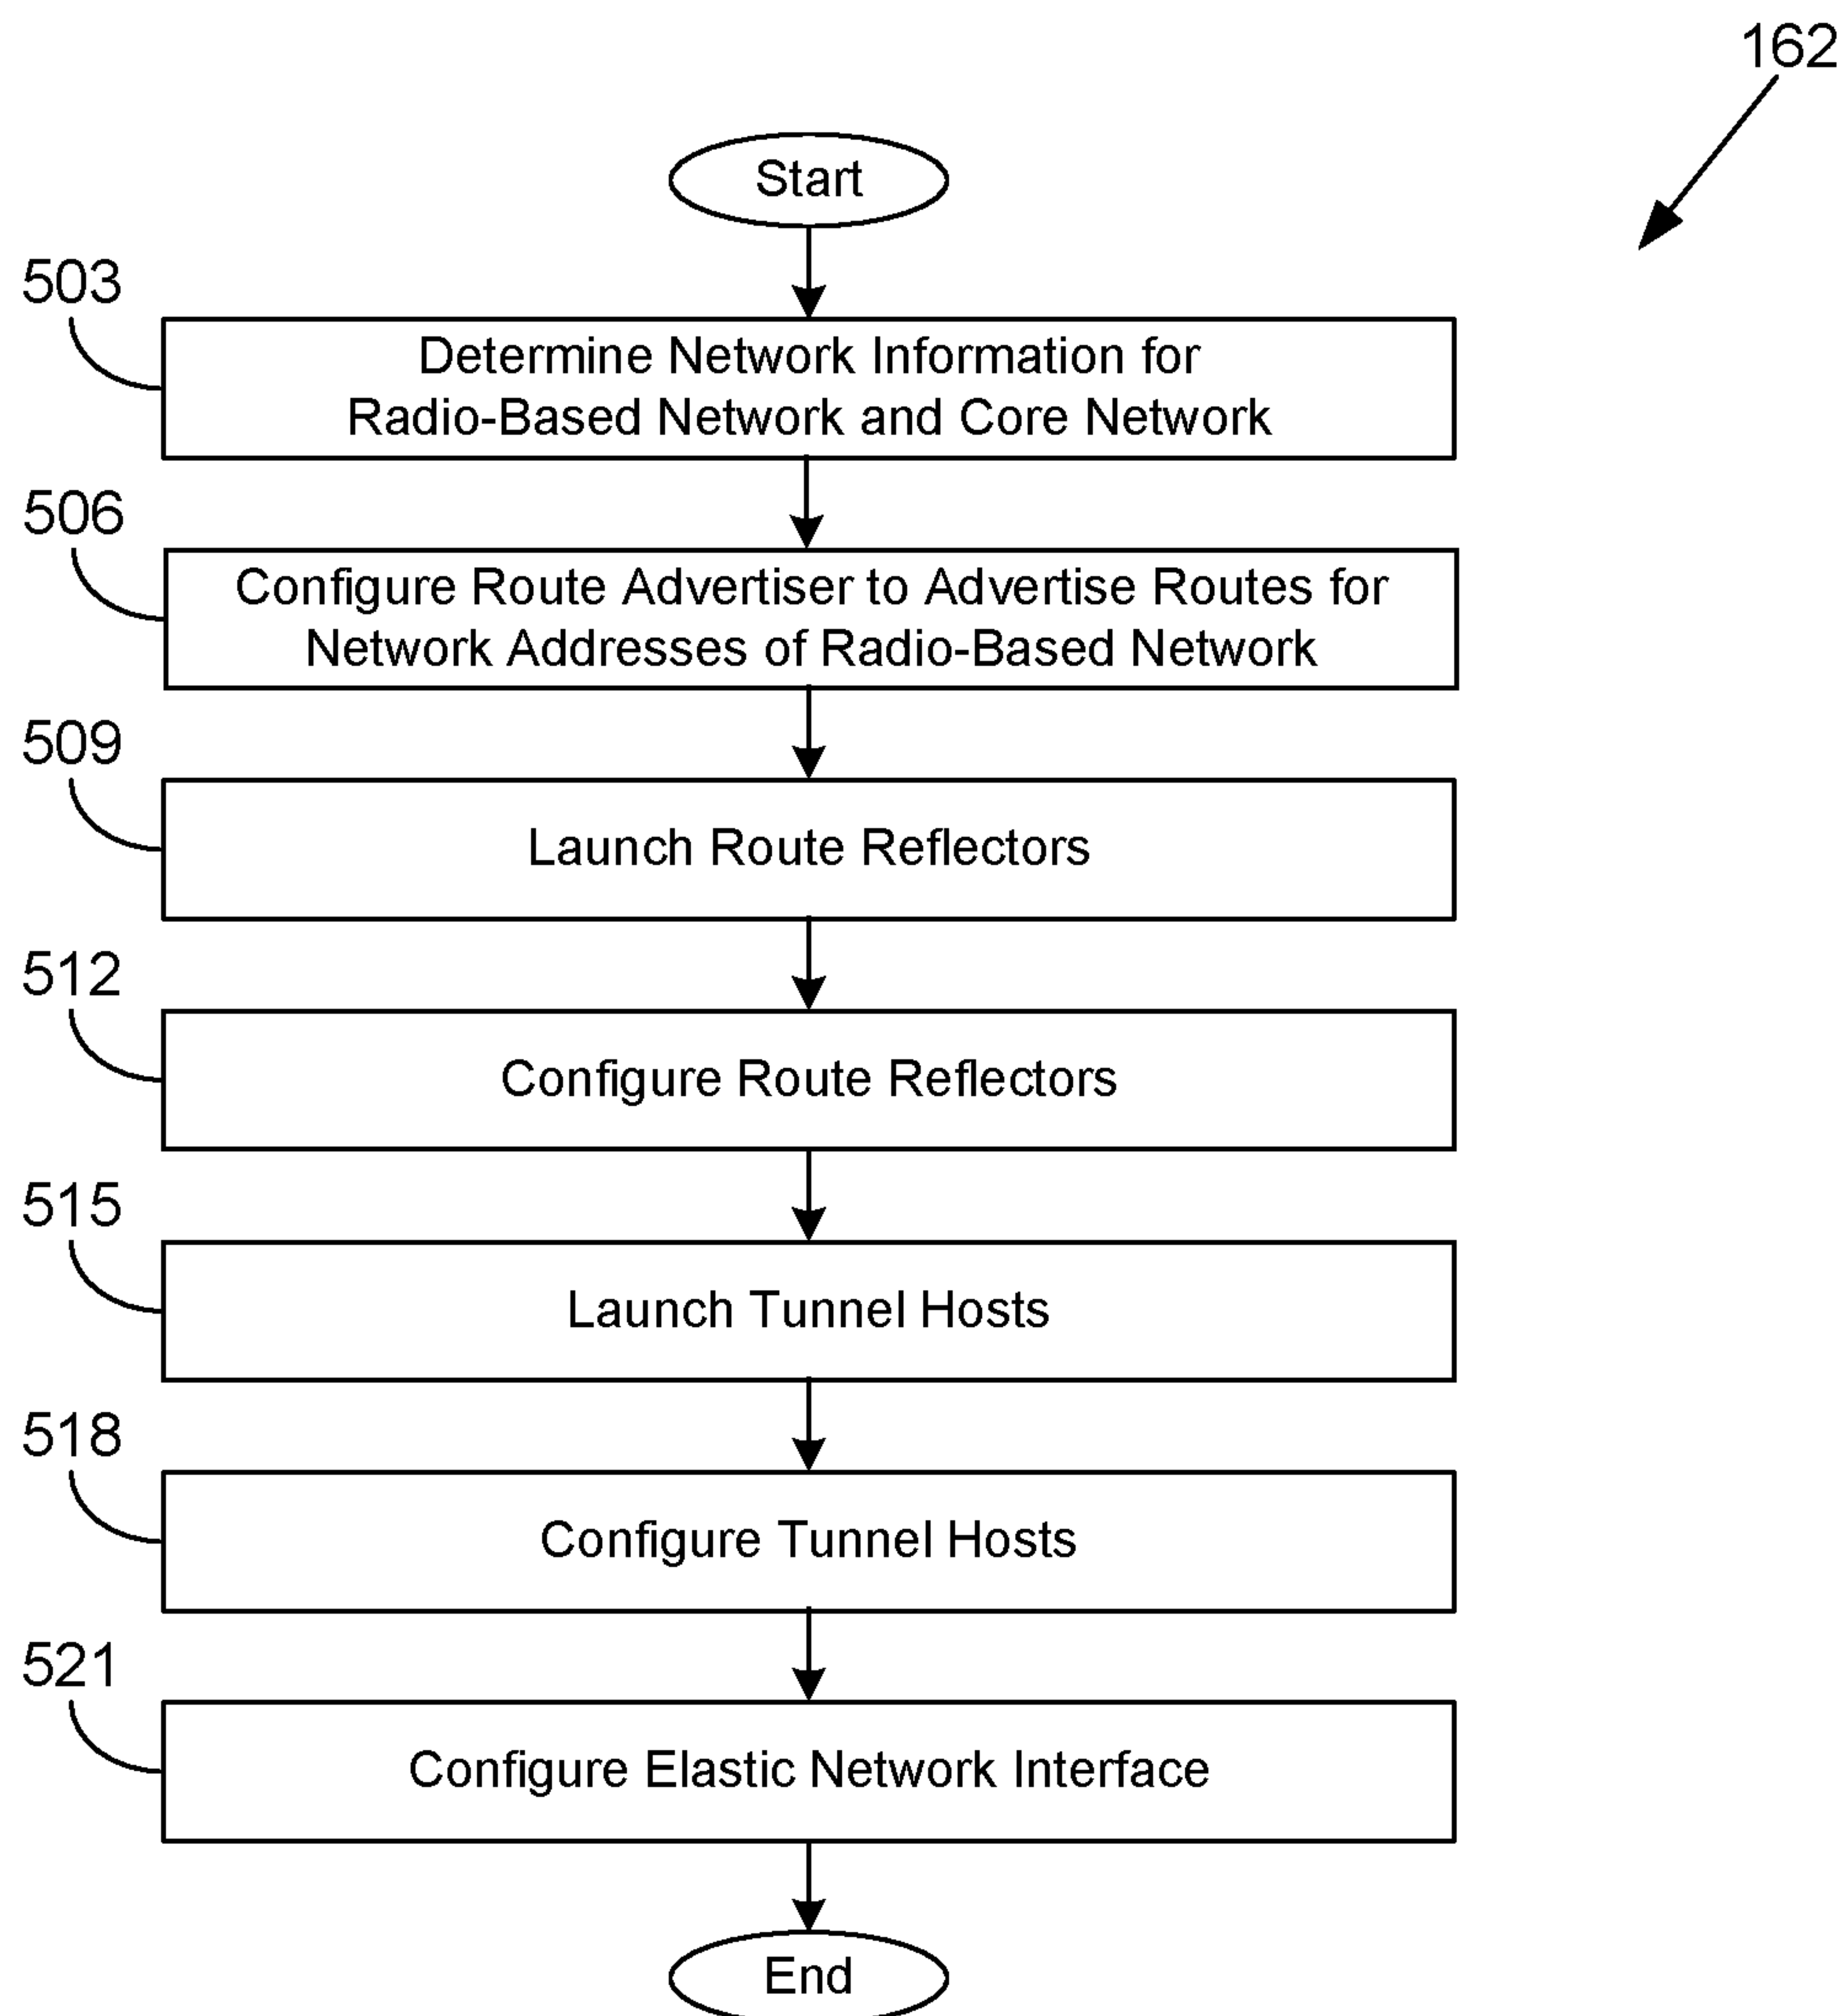 162
Start
503
Determine Network Information for
Radio-Based Network and Core Network
506
Configure Route Advertiser to Advertise Routes for
Network Addresses of Radio-Based Network
509
Launch Route Reflectors
512
Configure Route Reflectors
515
Launch Tunnel Hosts
518
Configure Tunnel Hosts
521
Configure Elastic Network Interface
End